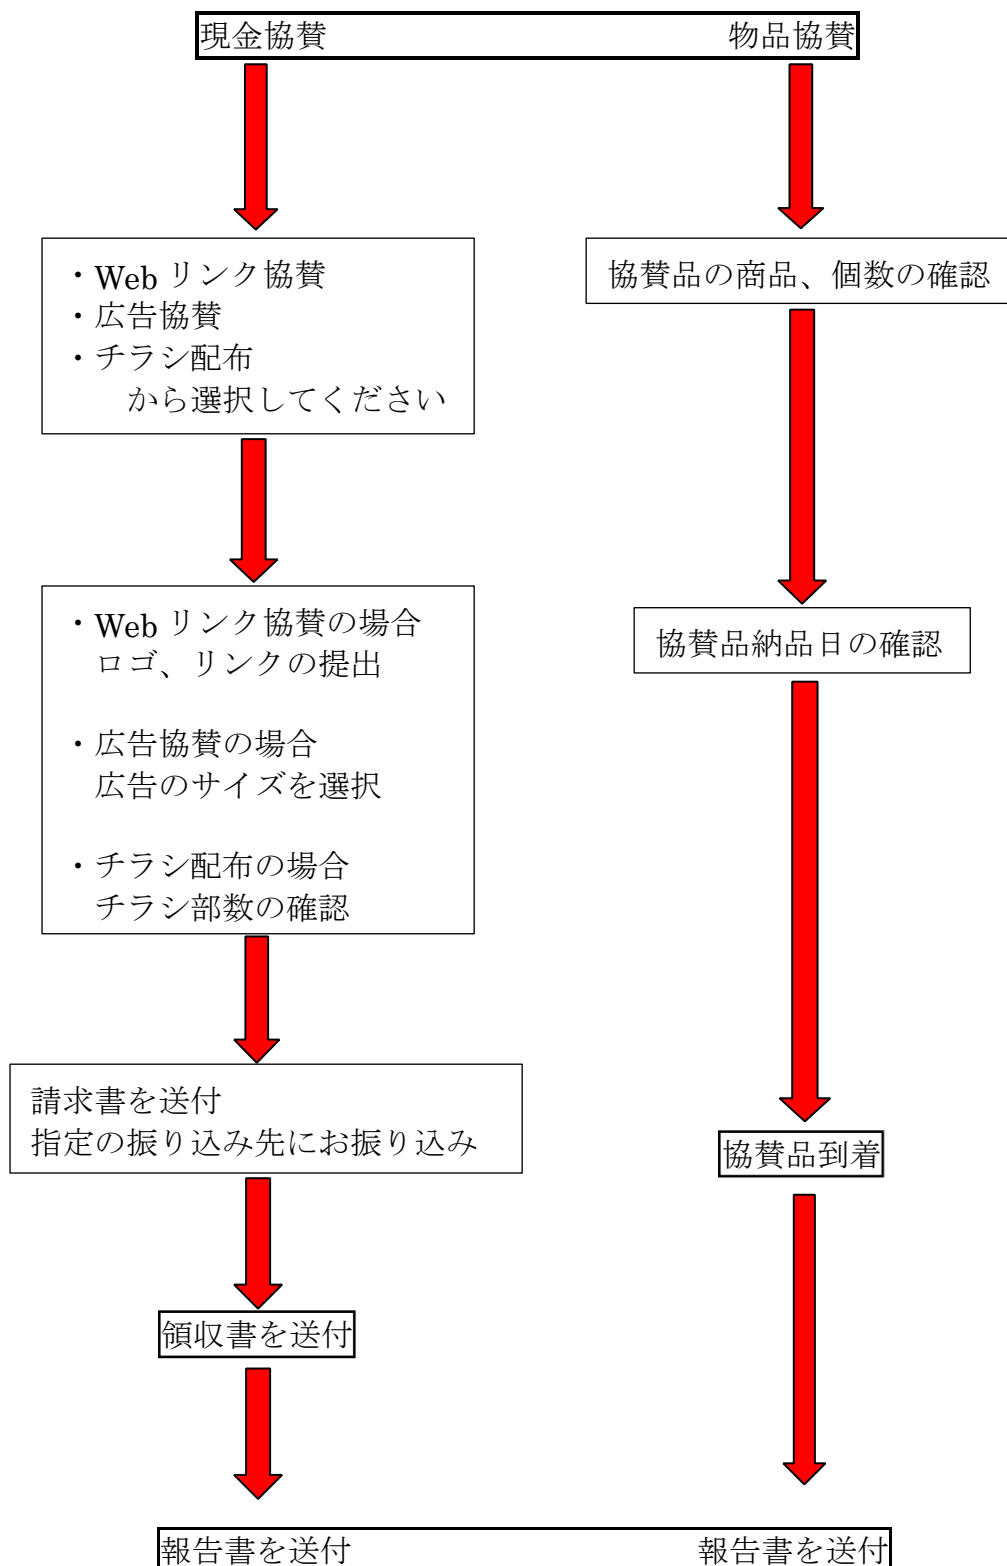 現金協賛 物品協賛
・Web リンク協賛
・広告協賛
・チラシ配布
から選択してください
協賛品の商品、個数の確認
・Web リンク協賛の場合
ロゴ、リンクの提出
・広告協賛の場合
広告のサイズを選択
・チラシ配布の場合
チラシ部数の確認
協賛品納品日の確認
請求書を送付
指定の振り込み先にお振り込み
協賛品到着
領収書を送付
報告書を送付 報告書を送付